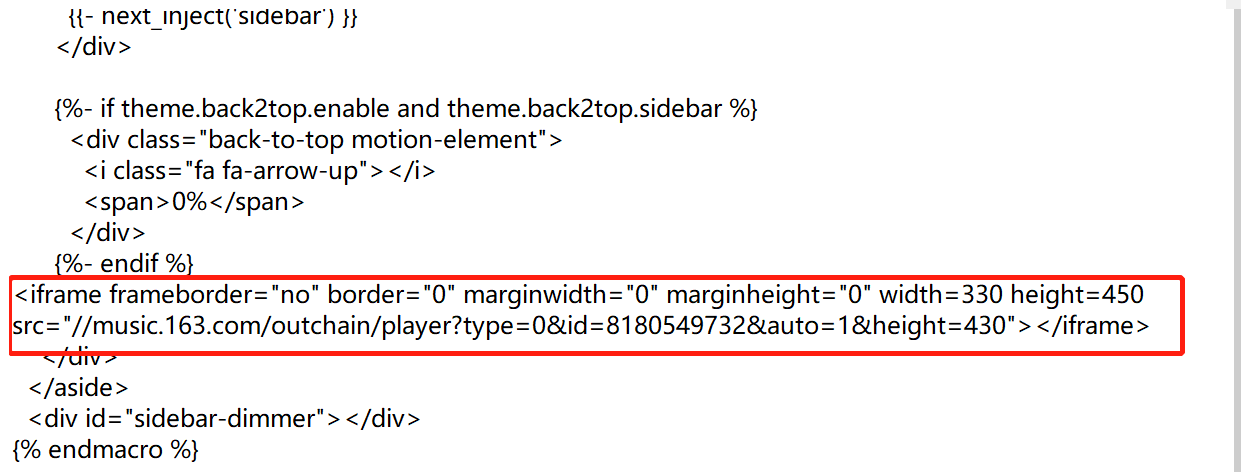 {{- next_inject('sidebar') }}
</div>
{%- if theme.back2top.enable and theme.back2top.sidebar %}
<div class="back-to-top motion-element">
<i class="fa fa-arrow-up"></i>
<span>0%</span>
</div>
{%- endif %}
<iframe frameborder="no" border="0" marginwidth="0" marginheight="0" width=330 height=450
src="//music.163.com/outchain/player?type=0&id=8180549732&auto=1&height=430"></iframe>
</div>
</aside>
<div id="sidebar-dimmer"></div>
{% endmacro %}